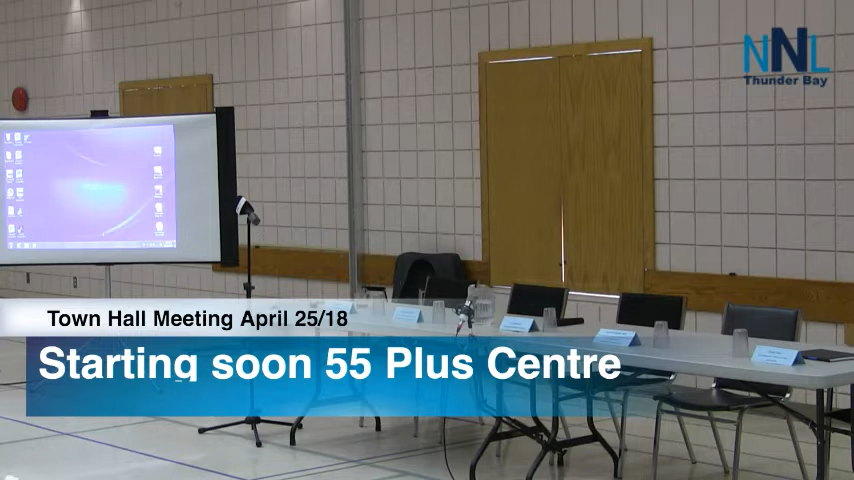 NNL
Thunder Bay
Town Hall Meeting April 25/18
Starting soon 55 Plus Centre